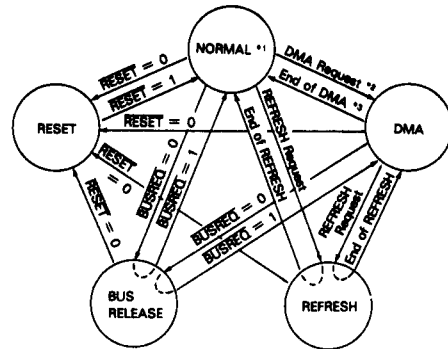 NORMAL *1
RESET = 0
RESET = 1
DMA Request *2
End of DMA *3
RESET
RESET = 0
DMA
RESET
= 0
BUSREQ = 0
BUSREQ = 1
REFRESH Request
End of REFRESH
BUSREQ = 0
BUSREQ = 1
REFRESH
Request
End of REFRESH
RESET = 0
BUS
RELEASE
REFRESH